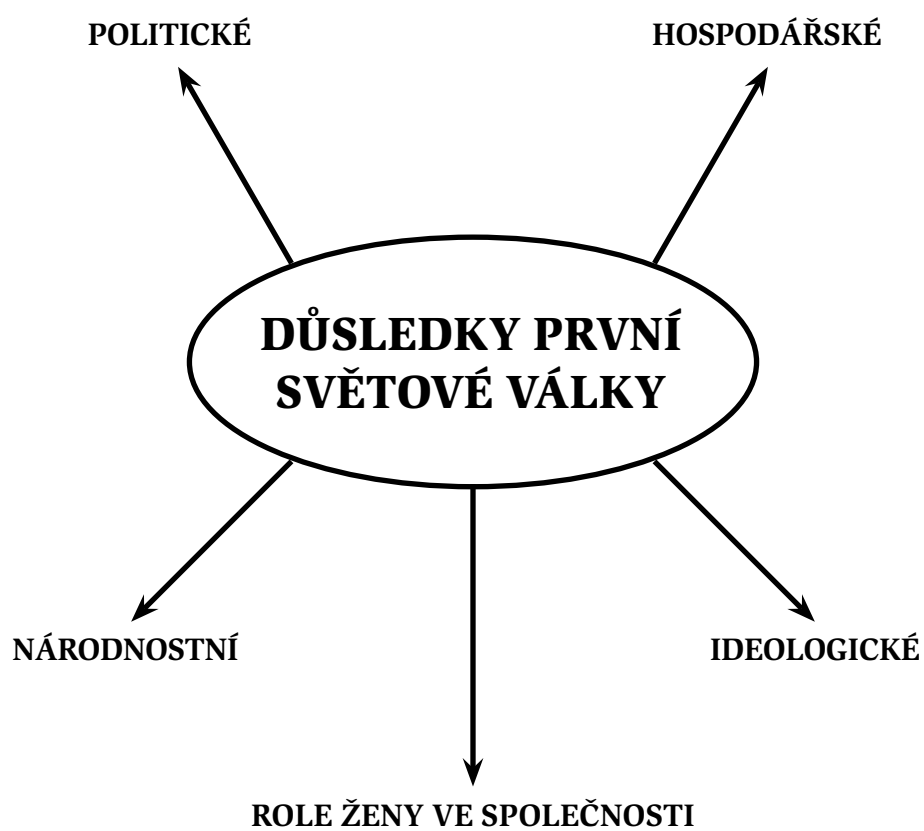 POLITICKÉ
HOSPODÁŘSKÉ
DŮSLEDKY PRVNÍ
SVĚTOVÉ VÁLKY
NÁRODNOSTNÍ
IDEOLOGICKÉ
ROLE ŽENY VE SPOLEČNOSTI